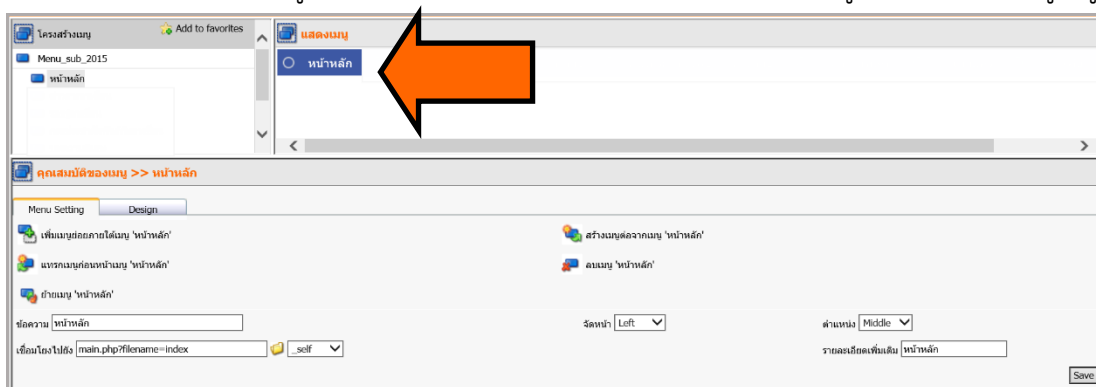 โครงสร้างเมนู
Add to favorites
Menu_sub_2015
หน้าหลัก
แสดงเมนู
หน้าหลัก
คุณสมบัติของเมนู >> หน้าหลัก
Menu Setting Design
เพิ่มเมนูย่อยภายใต้เมนู 'หน้าหลัก' สร้างเมนูต่อจากเมนู 'หน้าหลัก'
แทรกเมนูก่อนหน้าเมนู 'หน้าหลัก' ลบเมนู 'หน้าหลัก'
ย้ายเมนู 'หน้าหลัก'
ข้อความ หน้าหลัก จัดหน้า Left ตำแหน่ง Middle
เชื่อมโยงไปยัง main.php?filename=index _self รายละเอียดเพิ่มเติม หน้าหลัก
Save